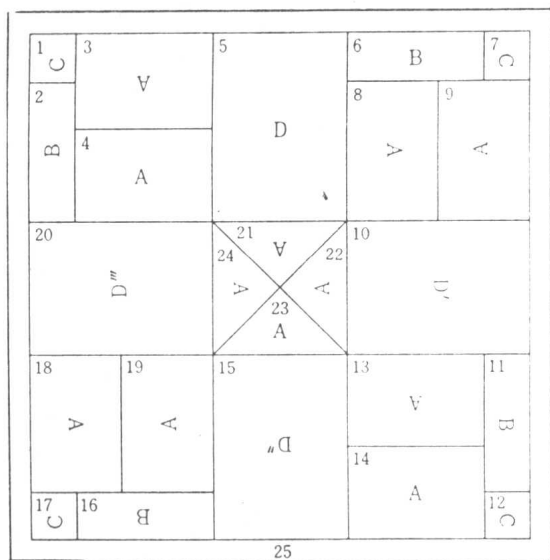 1 C 3 A 5 D 6 B 7 C
2 B 4 A 8 A 9 A
20 D‴ 21 A 22 A 23 A 24 A 10 D′
18 A 19 A 15 D″ 13 A 11 B
14 A
17 C 16 B 12 C
25